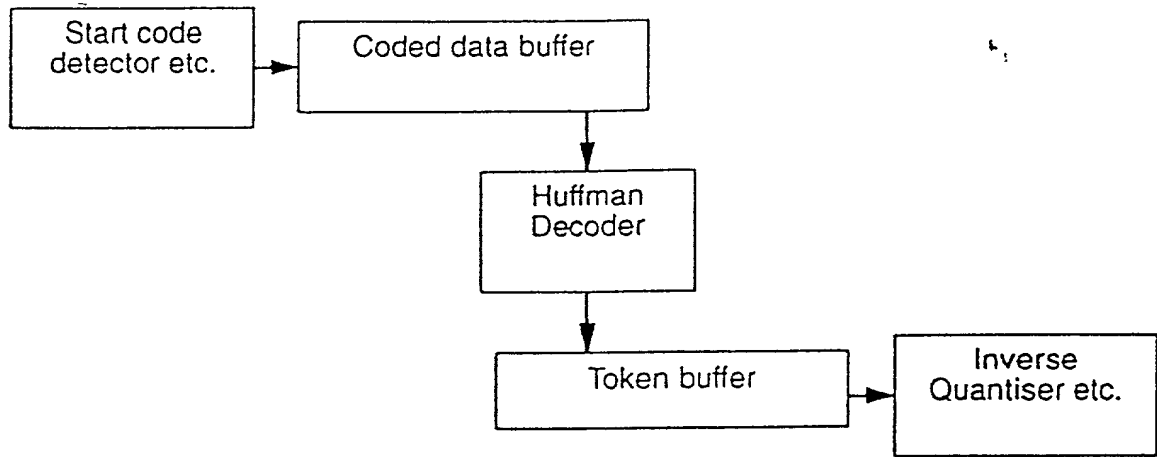 Start code
detector etc.
Coded data buffer
Huffman
Decoder
Token buffer
Inverse
Quantiser etc.